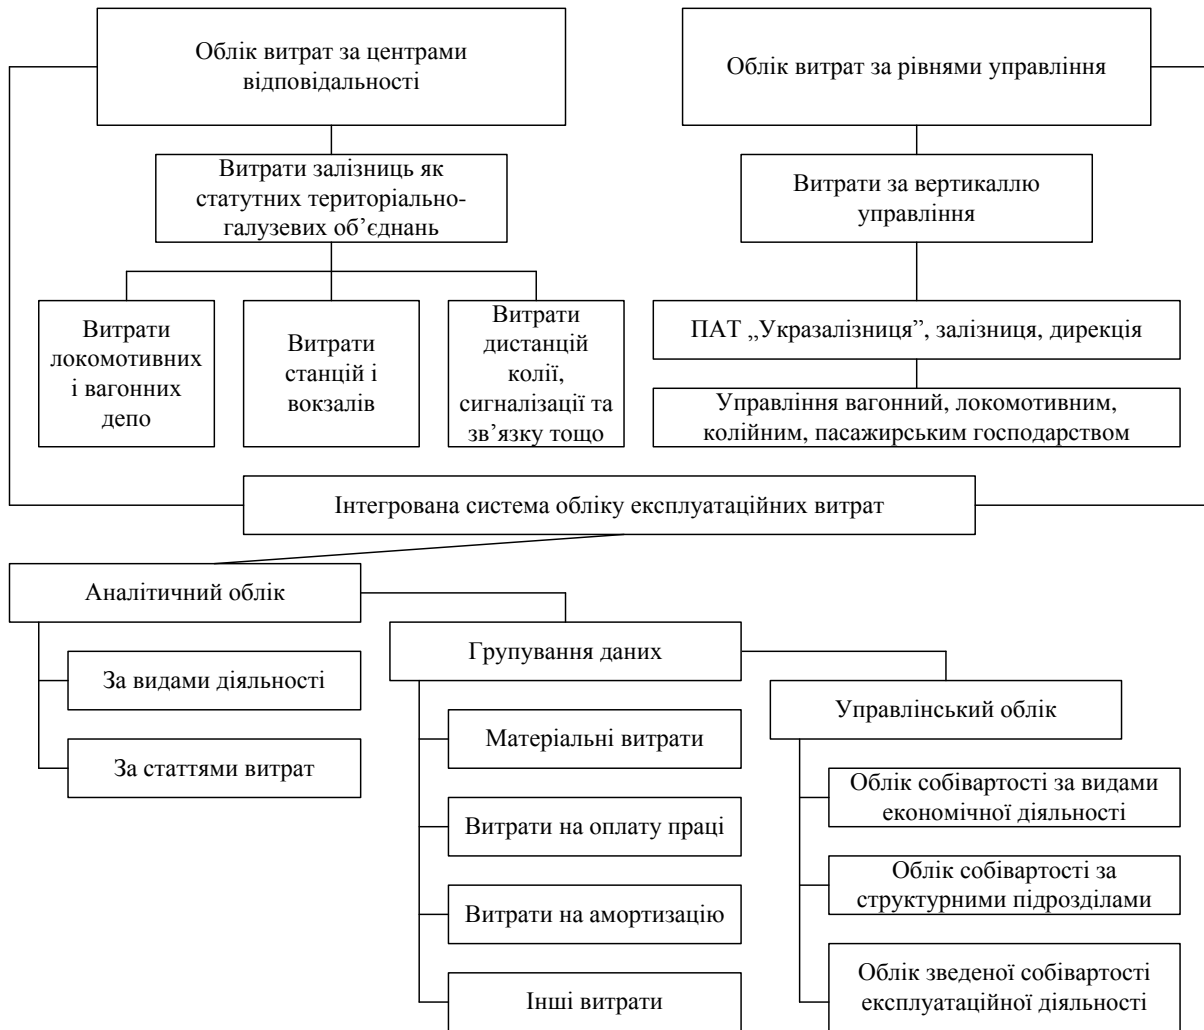 Облік витрат за центрами
відповідальності
Облік витрат за рівнями управління
Витрати залізниць як
статутних територіально-
галузевих об’єднань
Витрати за вертикаллю
управління
Витрати
локомотивних
і вагонних
депо
Витрати
станцій і
вокзалів
Витрати
дистанцій
колії,
сигналізації та
зв’язку тощо
ПАТ „Укразалізниця”, залізниця, дирекція
Управління вагонний, локомотивним,
колійним, пасажирським господарством
Інтегрована система обліку експлуатаційних витрат
Аналітичний облік
За видами діяльності
За статтями витрат
Групування даних
Матеріальні витрати
Витрати на оплату праці
Витрати на амортизацію
Інші витрати
Управлінський облік
Облік собівартості за видами
економічної діяльності
Облік собівартості за
структурними підрозділами
Облік зведеної собівартості
експлуатаційної діяльності